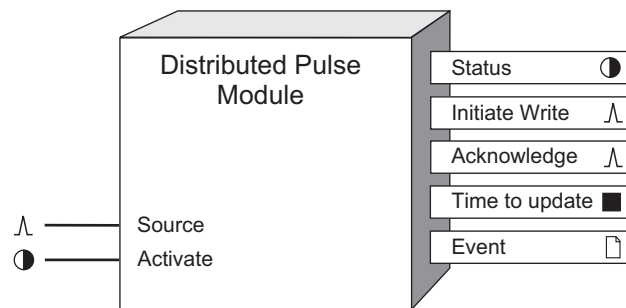 Distributed Pulse
Module
Status
Initiate Write
Acknowledge
Time to update
Event
Source
Activate